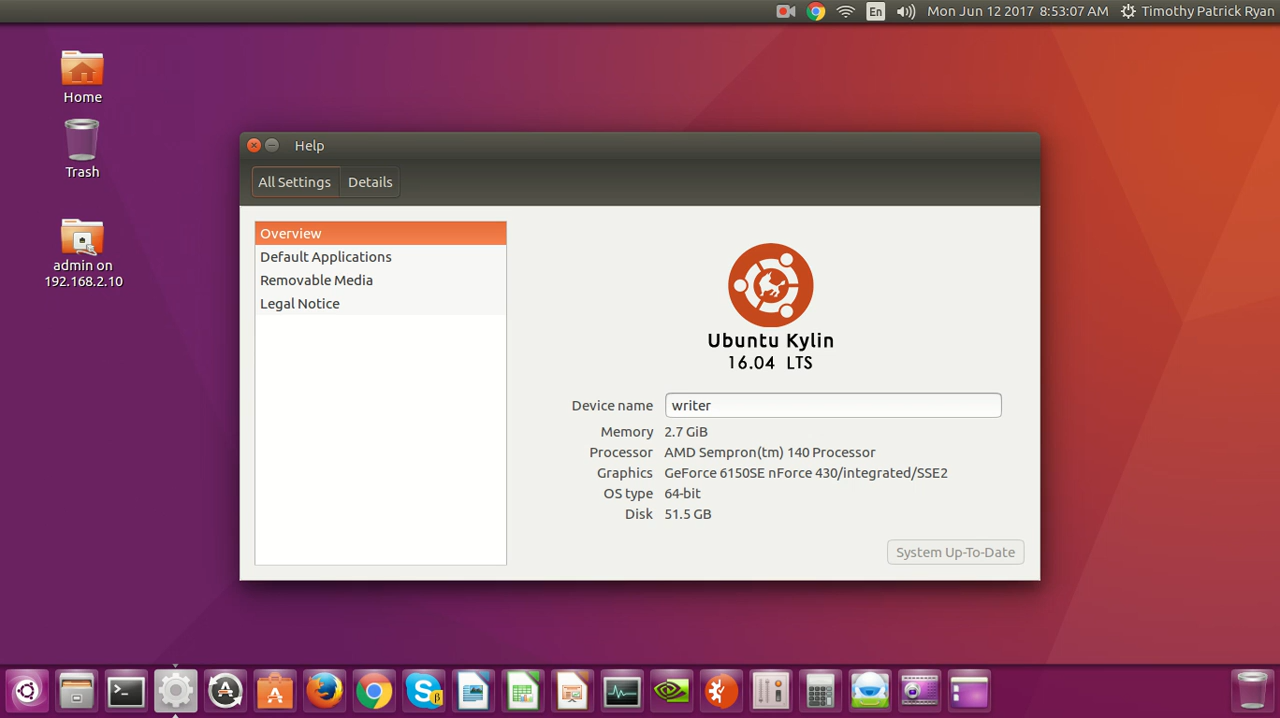 En
Mon Jun 12 2017 8:53:07 AM
Timothy Patrick Ryan
Home
Trash
admin on
192.168.2.10
Help
All Settings
Details
Overview
Default Applications
Removable Media
Legal Notice
Ubuntu Kylin
16.04 LTS
Device name writer
Memory 2.7 GiB
Processor AMD Sempron(tm) 140 Processor
Graphics GeForce 6150SE nForce 430/integrated/SSE2
OS type 64-bit
Disk 51.5 GB
System Up-To-Date